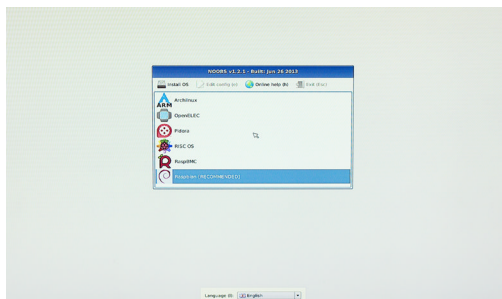 NOOBS v1.2.1 - Built: Jun 26 2013
Install OS Edit config (e) Online help (h) Exit (Esc)
Archlinux
ARM
OpenELEC
Pidora
RISC OS
RaspBMC
Raspbian [RECOMMENDED]
Language (l): English